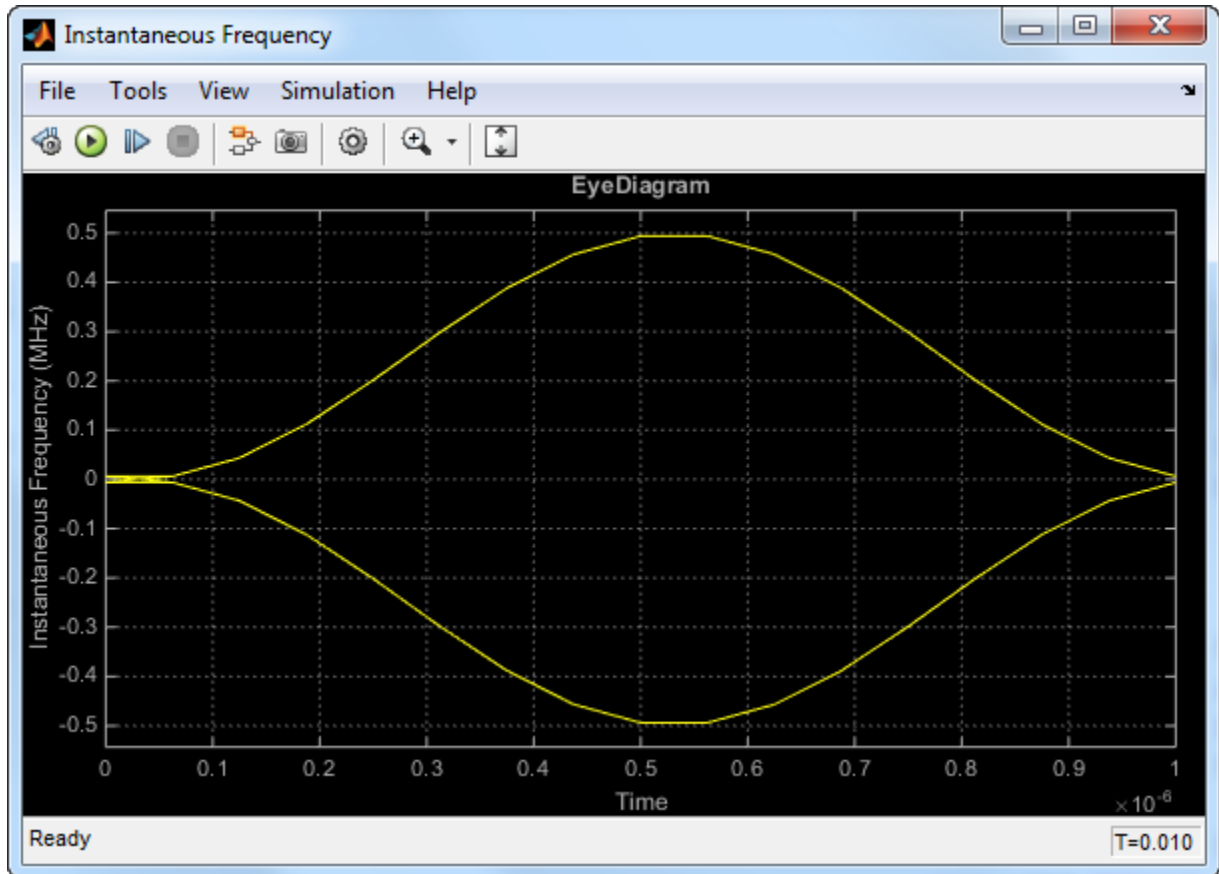 Instantaneous Frequency
File Tools View Simulation Help
EyeDiagram
Instantaneous Frequency (MHz)
0.5
0.4
0.3
0.2
0.1
0
-0.1
-0.2
-0.3
-0.4
-0.5
0 0.1 0.2 0.3 0.4 0.5 0.6 0.7 0.8 0.9 1
Time
×10⁻⁶
Ready T=0.010